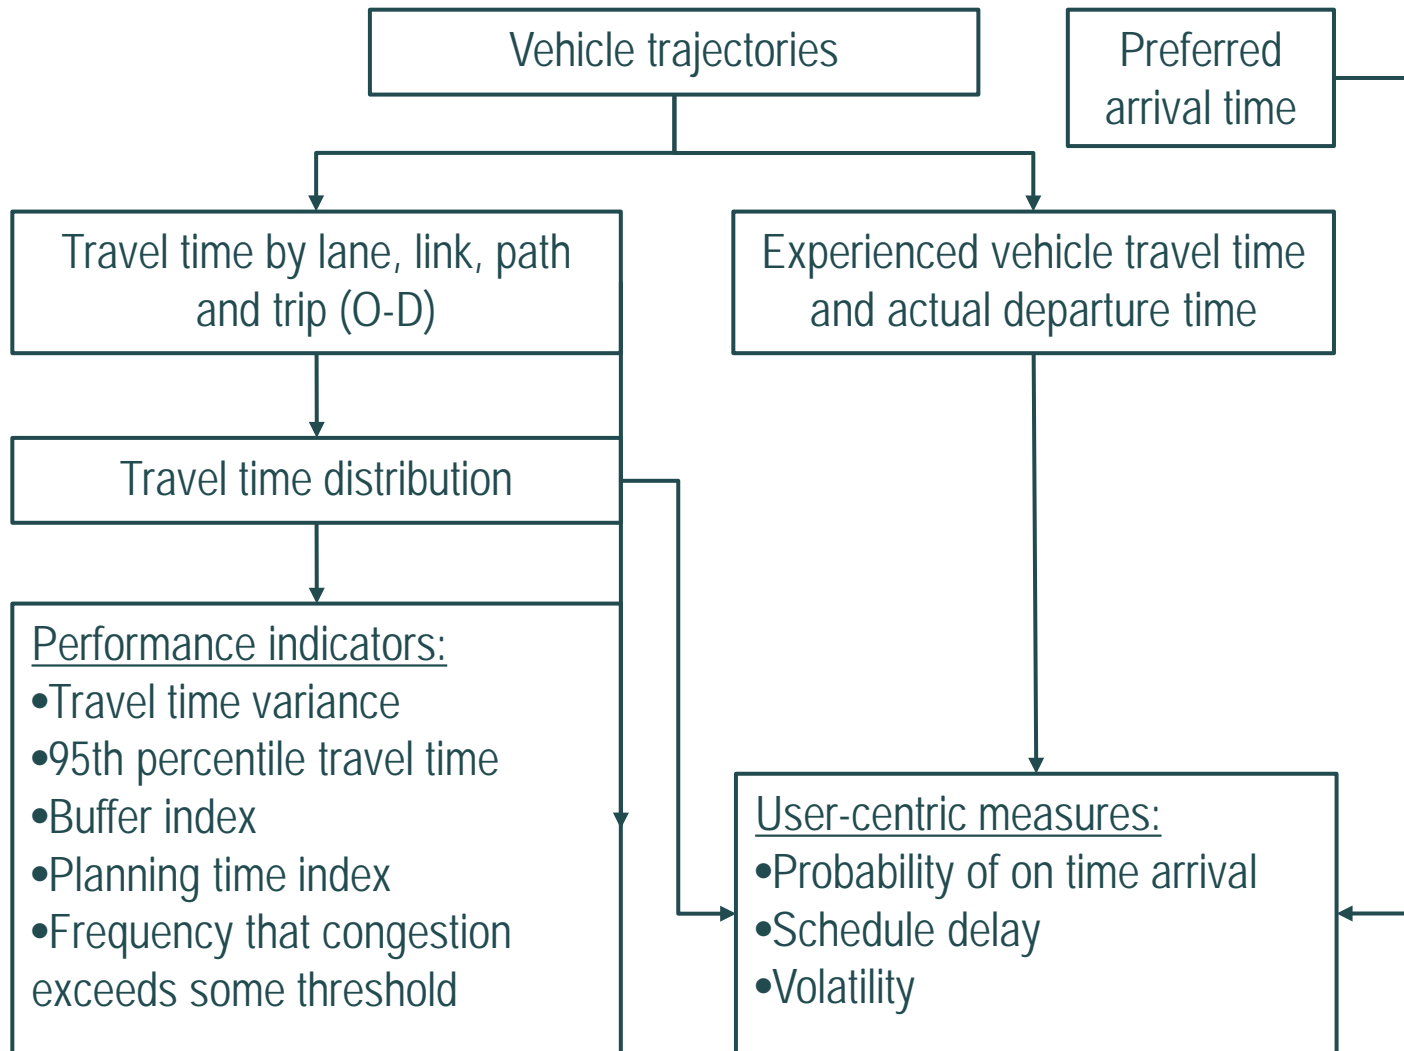 Vehicle trajectories
Preferred
arrival time
Travel time by lane, link, path
and trip (O-D)
Experienced vehicle travel time
and actual departure time
Travel time distribution
Performance indicators:
•Travel time variance
•95th percentile travel time
•Buffer index
•Planning time index
•Frequency that congestion
exceeds some threshold
User-centric measures:
•Probability of on time arrival
•Schedule delay
•Volatility